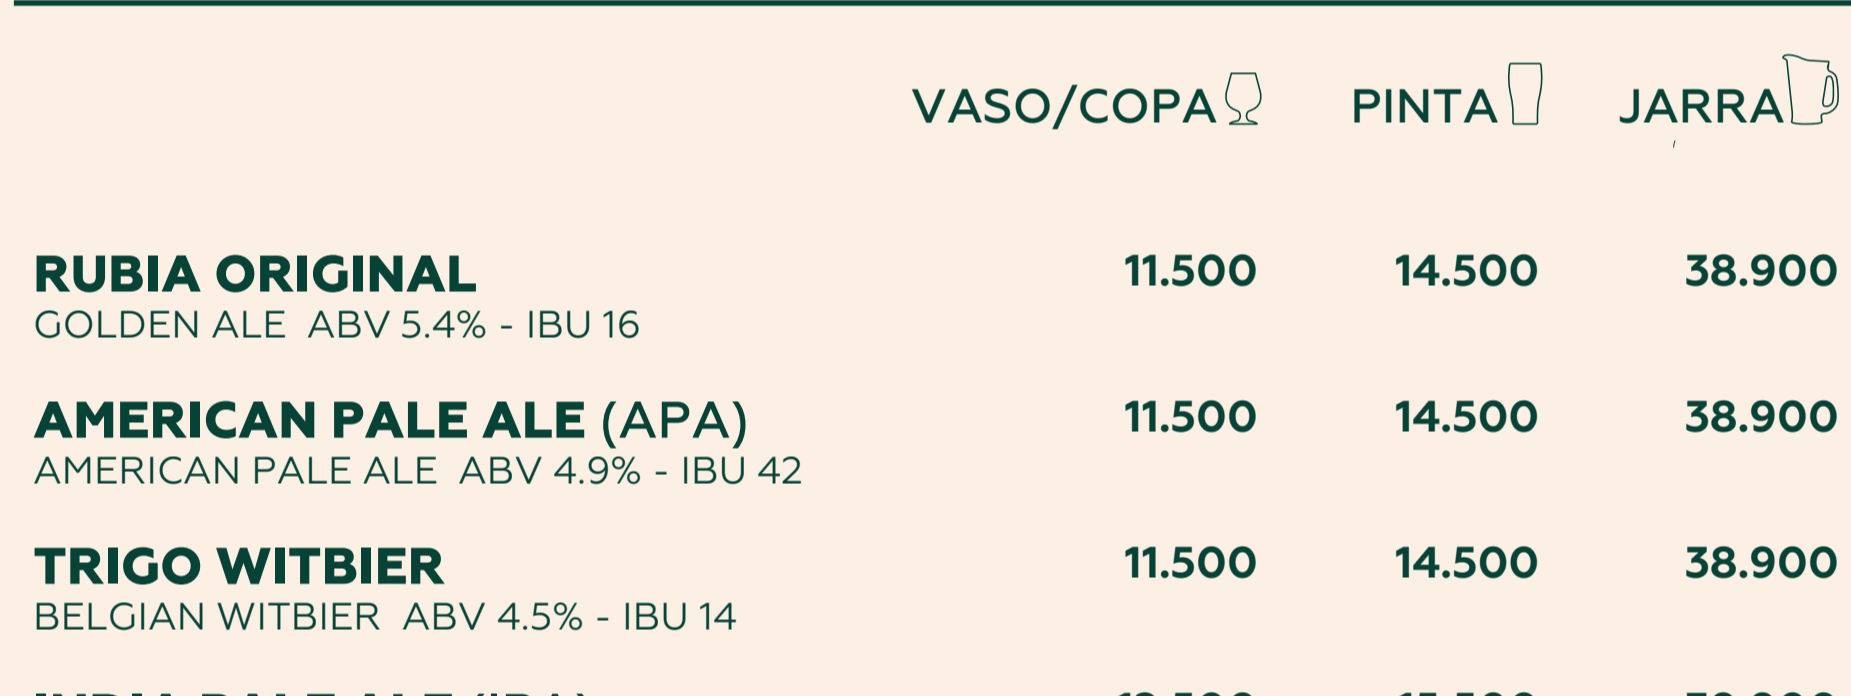 VASO/COPA PINTA JARRA
RUBIA ORIGINAL 11.500 14.500 38.900
GOLDEN ALE ABV 5.4% - IBU 16
AMERICAN PALE ALE (APA) 11.500 14.500 38.900
AMERICAN PALE ALE ABV 4.9% - IBU 42
TRIGO WITBIER 11.500 14.500 38.900
BELGIAN WITBIER ABV 4.5% - IBU 14